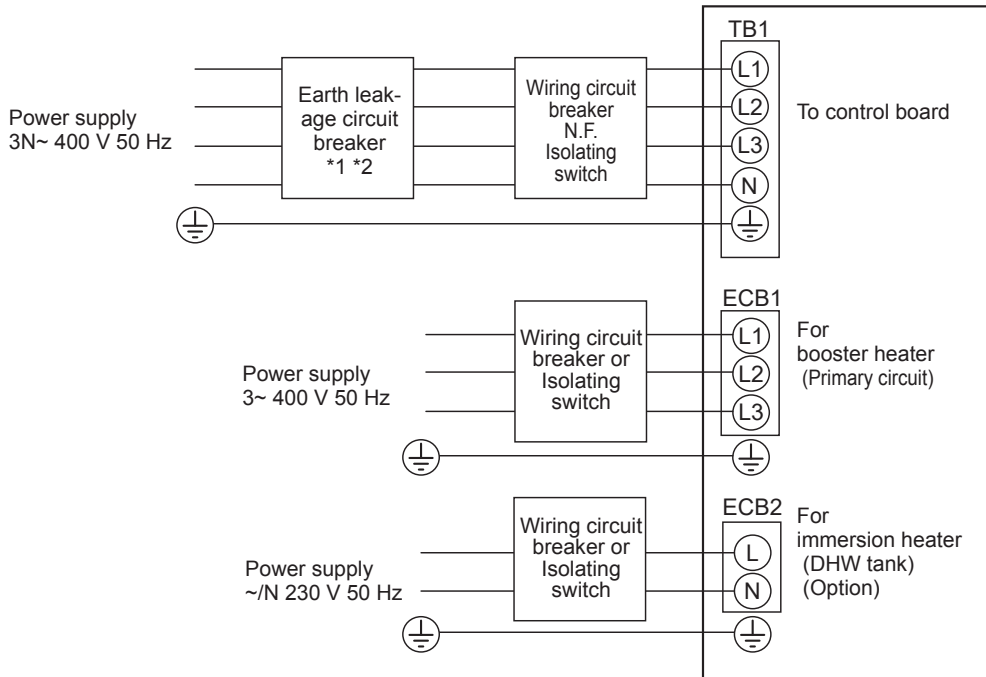 TB1
Power supply
3N~ 400 V 50 Hz
Earth leak-
age circuit
breaker
*1 *2
Wiring circuit
breaker
N.F.
Isolating
switch
L1
L2
L3
N
To control board
ECB1
Power supply
3~ 400 V 50 Hz
Wiring circuit
breaker or
Isolating
switch
L1
L2
L3
For
booster heater
(Primary circuit)
ECB2
Power supply
~/N 230 V 50 Hz
Wiring circuit
breaker or
Isolating
switch
L
N
For
immersion heater
(DHW tank)
(Option)